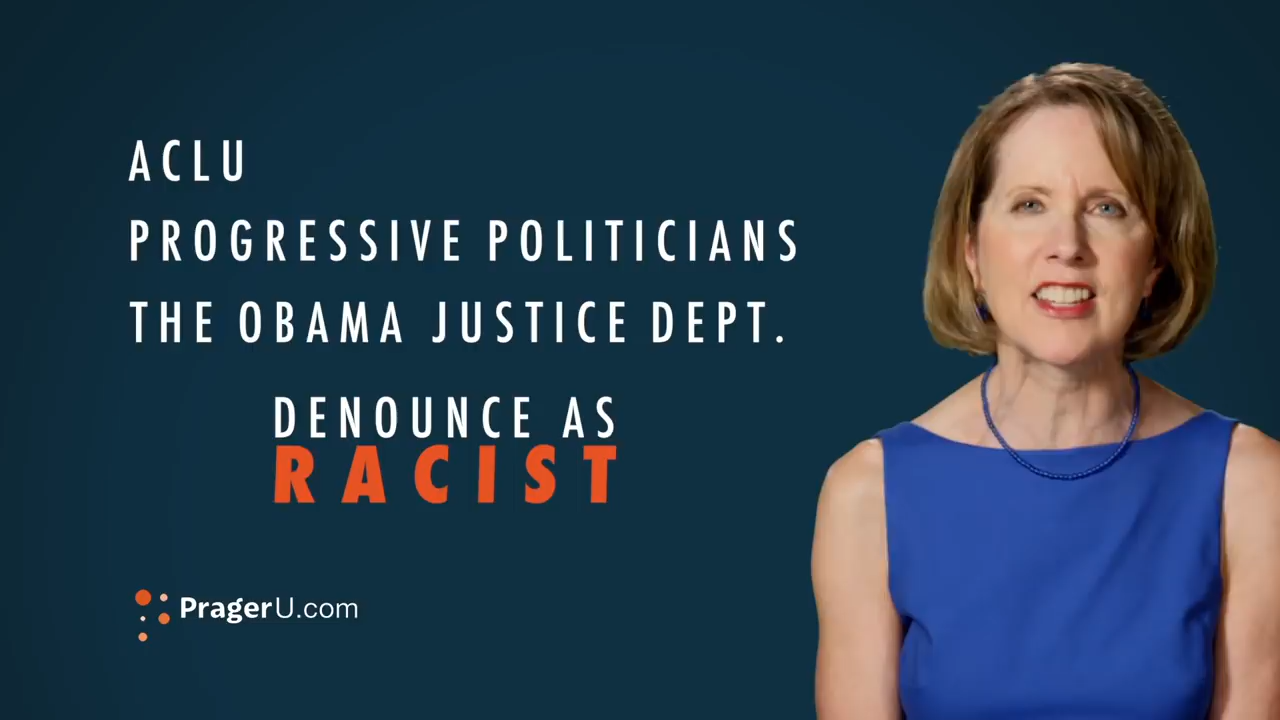 ACLU
PROGRESSIVE POLITICIANS
THE OBAMA JUSTICE DEPT.
DENOUNCE AS
RACIST
PragerU.com